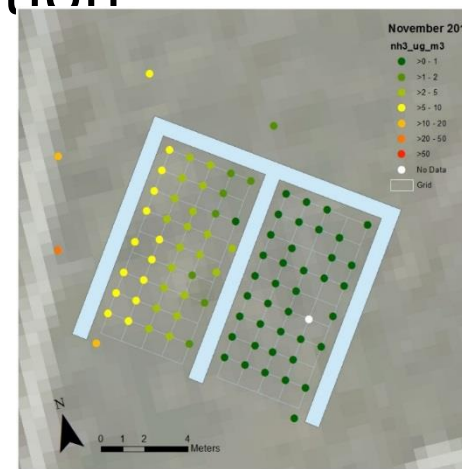 November 201
nh3_ug_m3
>0 - 1
>1 - 2
>2 - 5
>5 - 10
>10 - 20
>20 - 50
>50
No Data
Grid
N
0 1 2 4
Meters